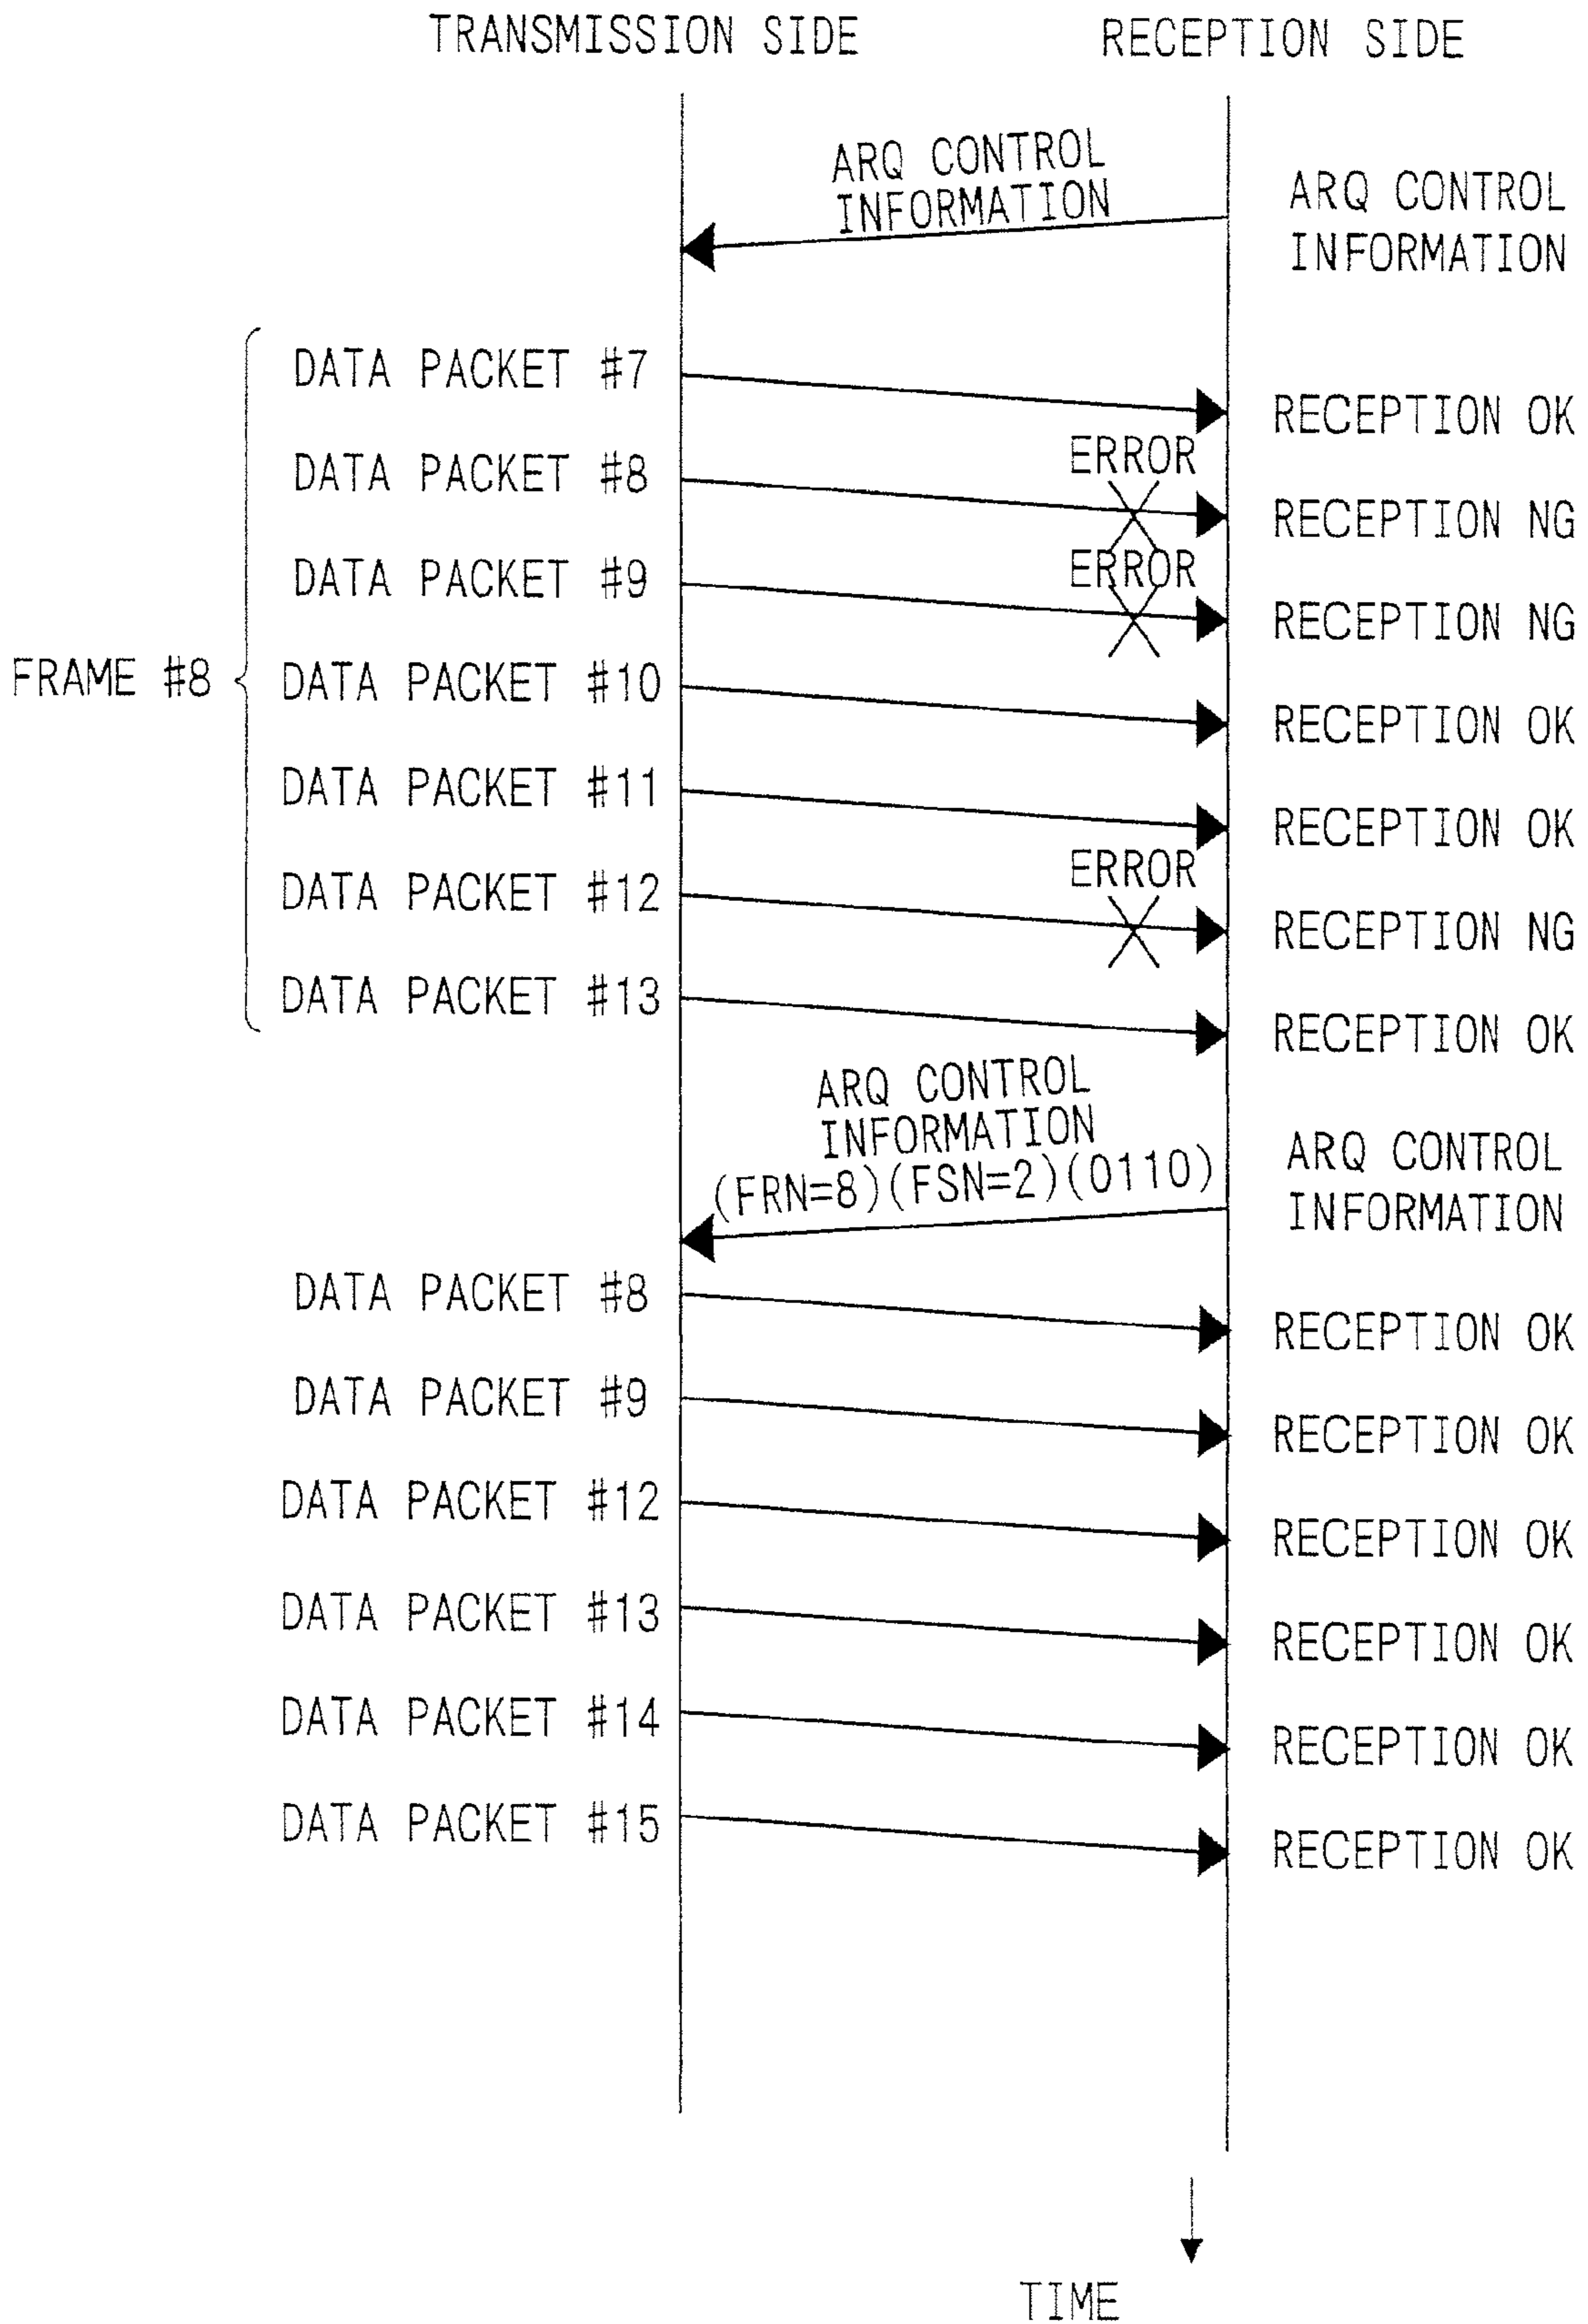 TRANSMISSION SIDE
RECEPTION SIDE
ARQ CONTROL
INFORMATION
ARQ CONTROL
INFORMATION
DATA PACKET #7
RECEPTION OK
ERROR
DATA PACKET #8
RECEPTION NG
ERROR
DATA PACKET #9
RECEPTION NG
FRAME #8
DATA PACKET #10
RECEPTION OK
DATA PACKET #11
RECEPTION OK
ERROR
DATA PACKET #12
RECEPTION NG
DATA PACKET #13
RECEPTION OK
ARQ CONTROL
INFORMATION
(FRN=8)(FSN=2)(0110)
ARQ CONTROL
INFORMATION
DATA PACKET #8
RECEPTION OK
DATA PACKET #9
RECEPTION OK
DATA PACKET #12
RECEPTION OK
DATA PACKET #13
RECEPTION OK
DATA PACKET #14
RECEPTION OK
DATA PACKET #15
RECEPTION OK
TIME